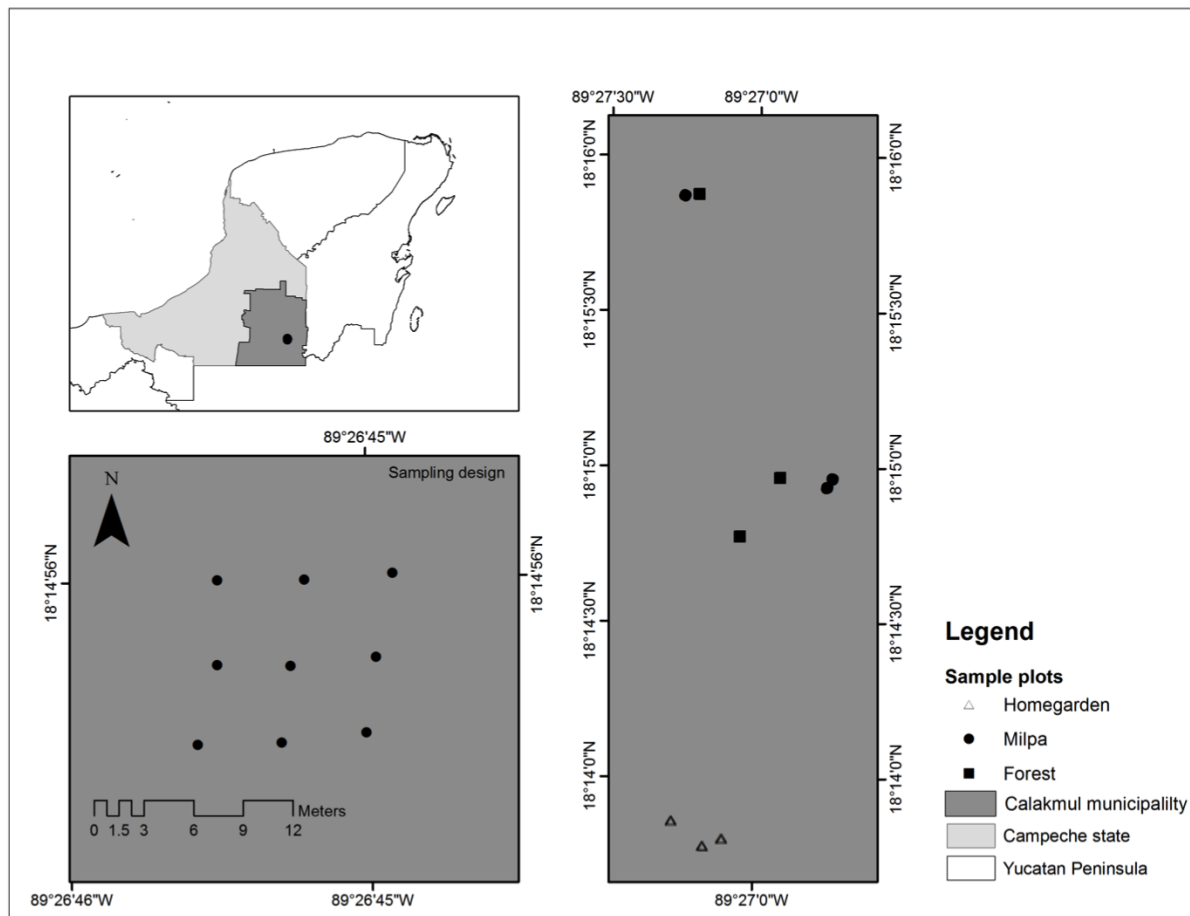 89°26'45"W
Sampling design
N
18°14'56"N
18°14'56"N
Meters
0 1.5 3 6 9 12
89°26'46"W 89°26'45"W
89°27'30"W 89°27'0"W
18°16'0"N
18°16'0"N
18°15'30"N
18°15'30"N
18°15'0"N
18°15'0"N
18°14'30"N
18°14'30"N
18°14'0"N
18°14'0"N
89°27'0"W
Legend
Sample plots
Homegarden
Milpa
Forest
Calakmul municipalilty
Campeche state
Yucatan Peninsula